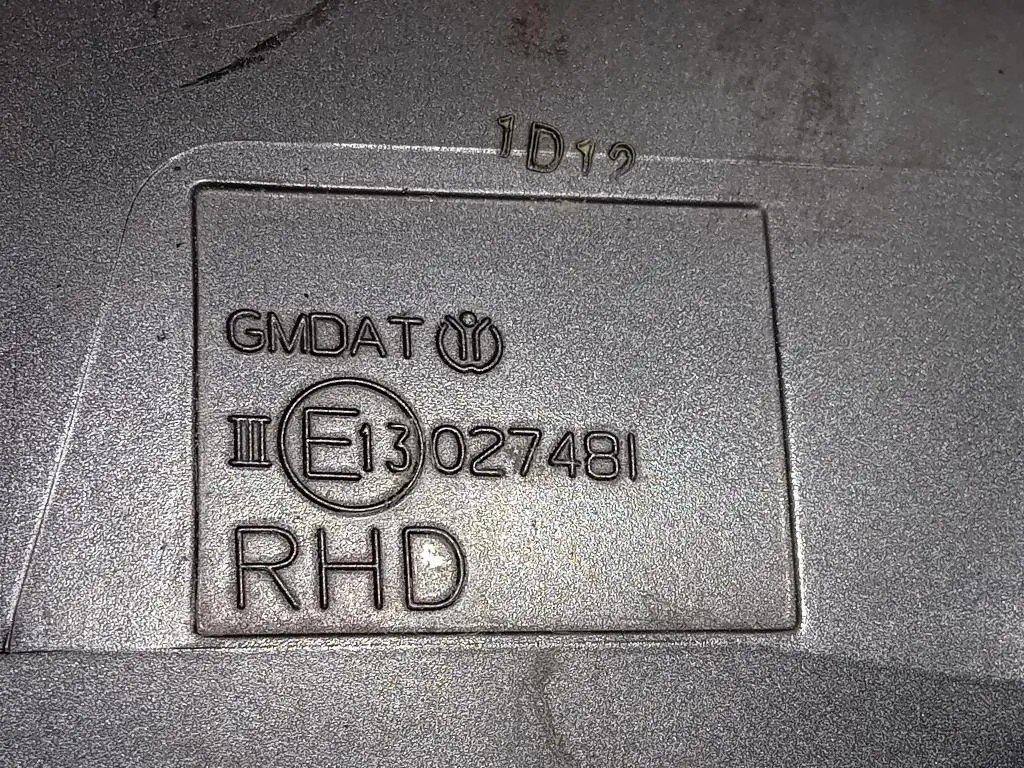 1D12
GMDAT
III E13 027481
RHD